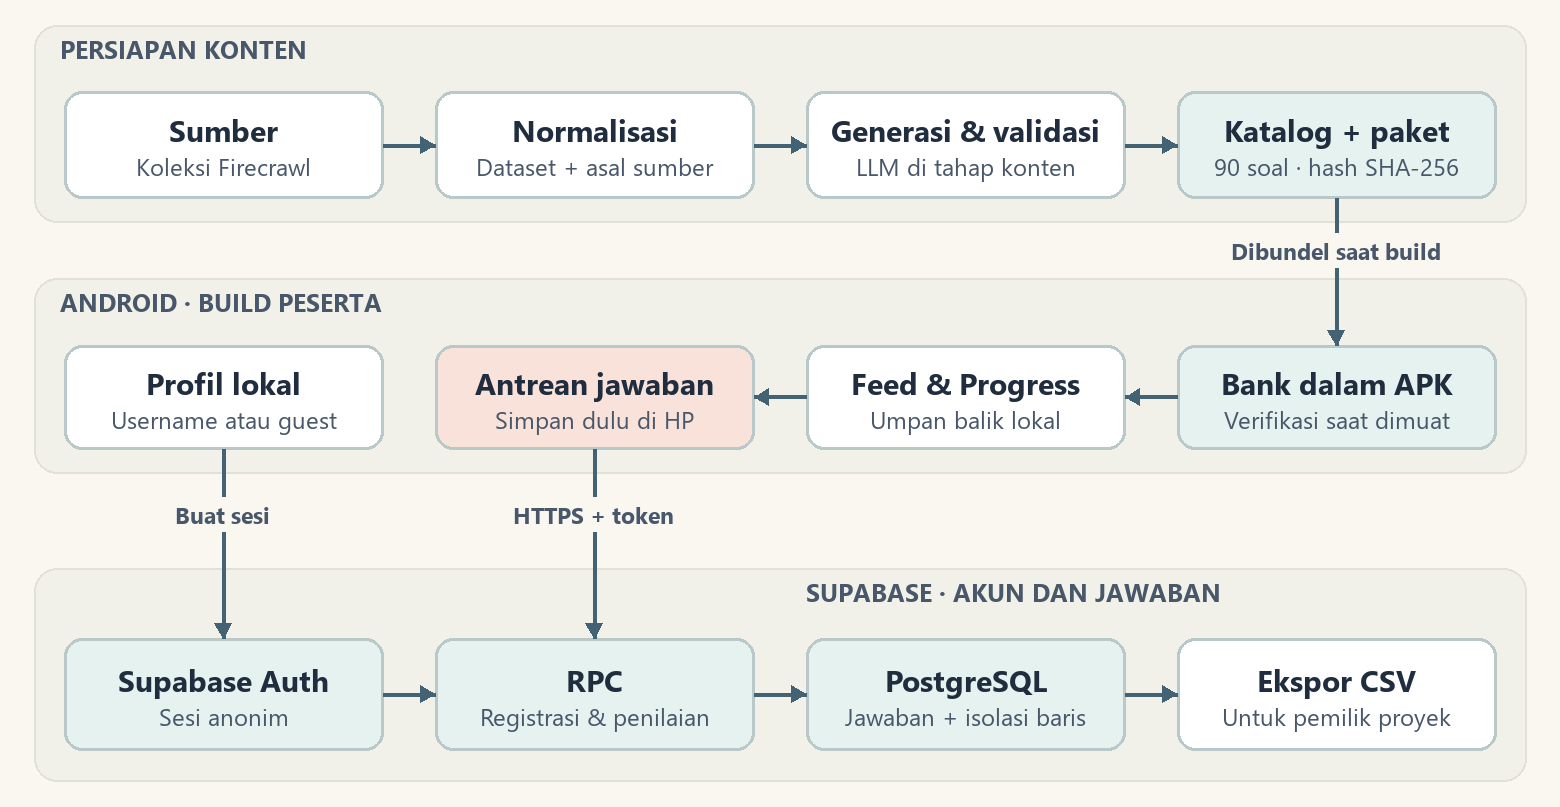 PERSIAPAN KONTEN
Sumber
Koleksi Firecrawl
Normalisasi
Dataset + asal sumber
Generasi & validasi
LLM di tahap konten
Katalog + paket
90 soal · hash SHA-256
Dibundel saat build
ANDROID · BUILD PESERTA
Profil lokal
Username atau guest
Antrean jawaban
Simpan dulu di HP
Feed & Progress
Umpan balik lokal
Bank dalam APK
Verifikasi saat dimuat
Buat sesi
HTTPS + token
SUPABASE · AKUN DAN JAWABAN
Supabase Auth
Sesi anonim
RPC
Registrasi & penilaian
PostgreSQL
Jawaban + isolasi baris
Ekspor CSV
Untuk pemilik proyek